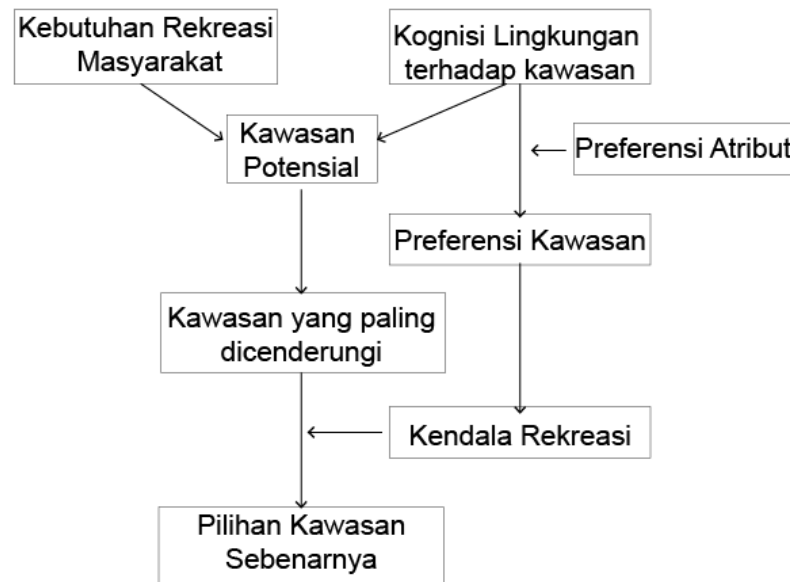 Kebutuhan Rekreasi
Masyarakat
Kognisi Lingkungan
terhadap kawasan
Kawasan
Potensial
Preferensi Atribut
Preferensi Kawasan
Kawasan yang paling
dicenderungi
Kendala Rekreasi
Pilihan Kawasan
Sebenarnya